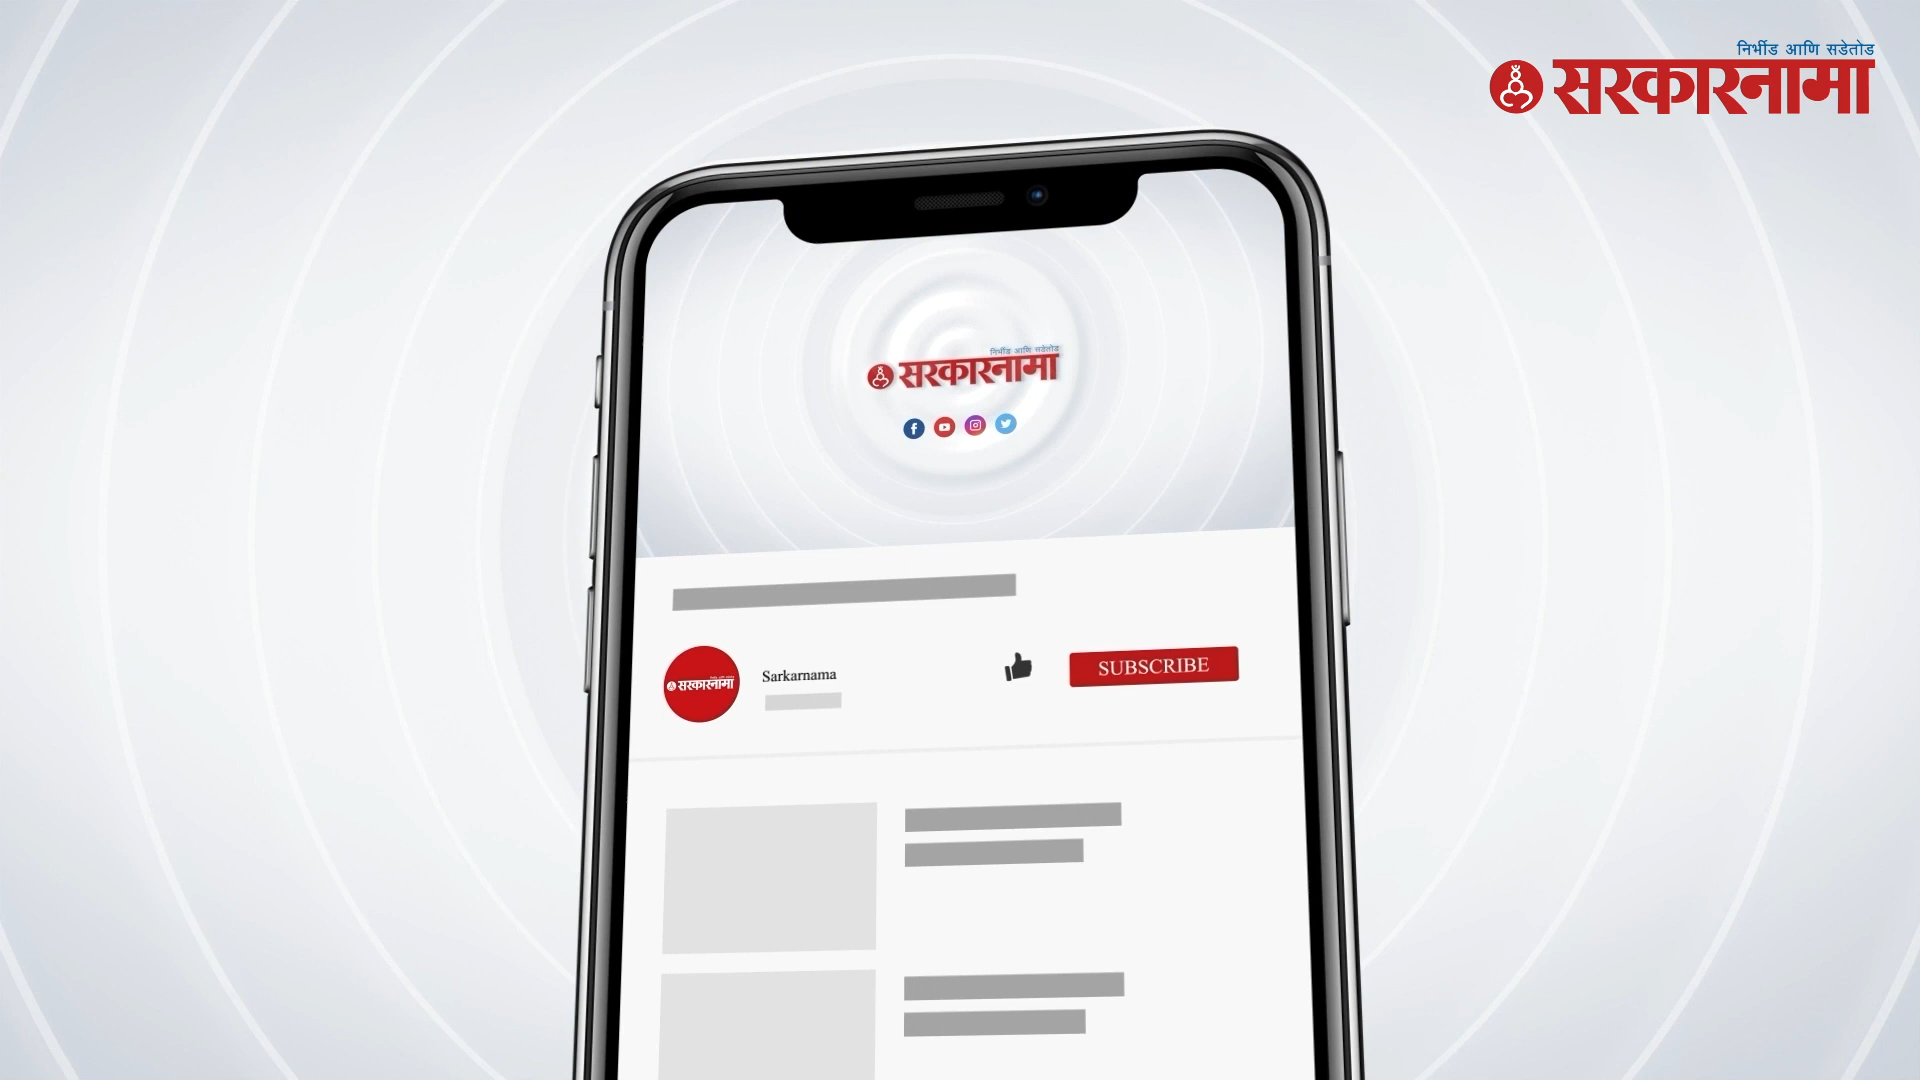 निर्भीड आणि सडेतोड
सरकारनामा
निर्भीड आणि सडेतोड
सरकारनामा
सरकारनामा
Sarkarnama
SUBSCRIBE